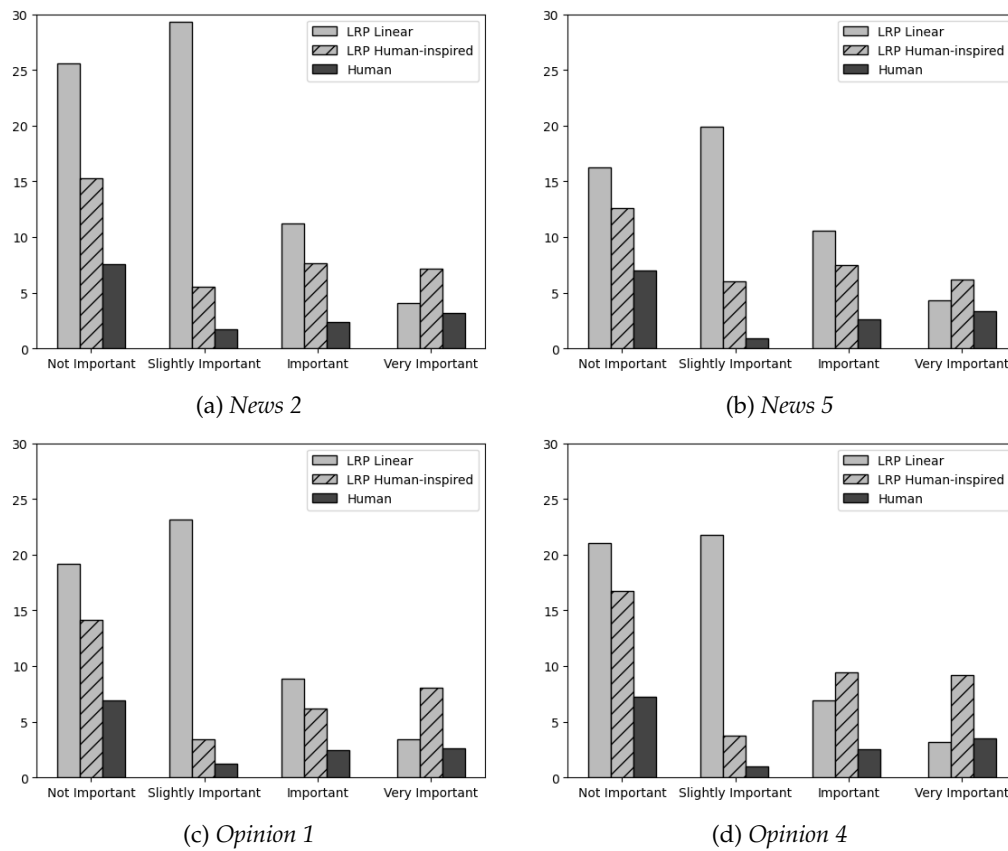 30
25
20
15
10
5
0
LRP Linear
LRP Human-inspired
Human
Not Important Slightly Important Important Very Important
(a) News 2
30
25
20
15
10
5
0
LRP Linear
LRP Human-inspired
Human
Not Important Slightly Important Important Very Important
(b) News 5
30
25
20
15
10
5
0
LRP Linear
LRP Human-inspired
Human
Not Important Slightly Important Important Very Important
(c) Opinion 1
30
25
20
15
10
5
0
LRP Linear
LRP Human-inspired
Human
Not Important Slightly Important Important Very Important
(d) Opinion 4